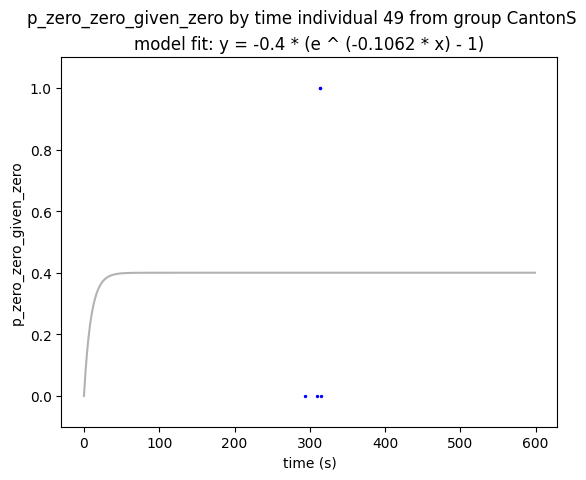 p_zero_zero_given_zero by time individual 49 from group CantonS
model fit: y = -0.4 * (e ^ (-0.1062 * x) - 1)
p_zero_zero_given_zero
1.0
0.8
0.6
0.4
0.2
0.0
0 100 200 300 400 500 600
time (s)